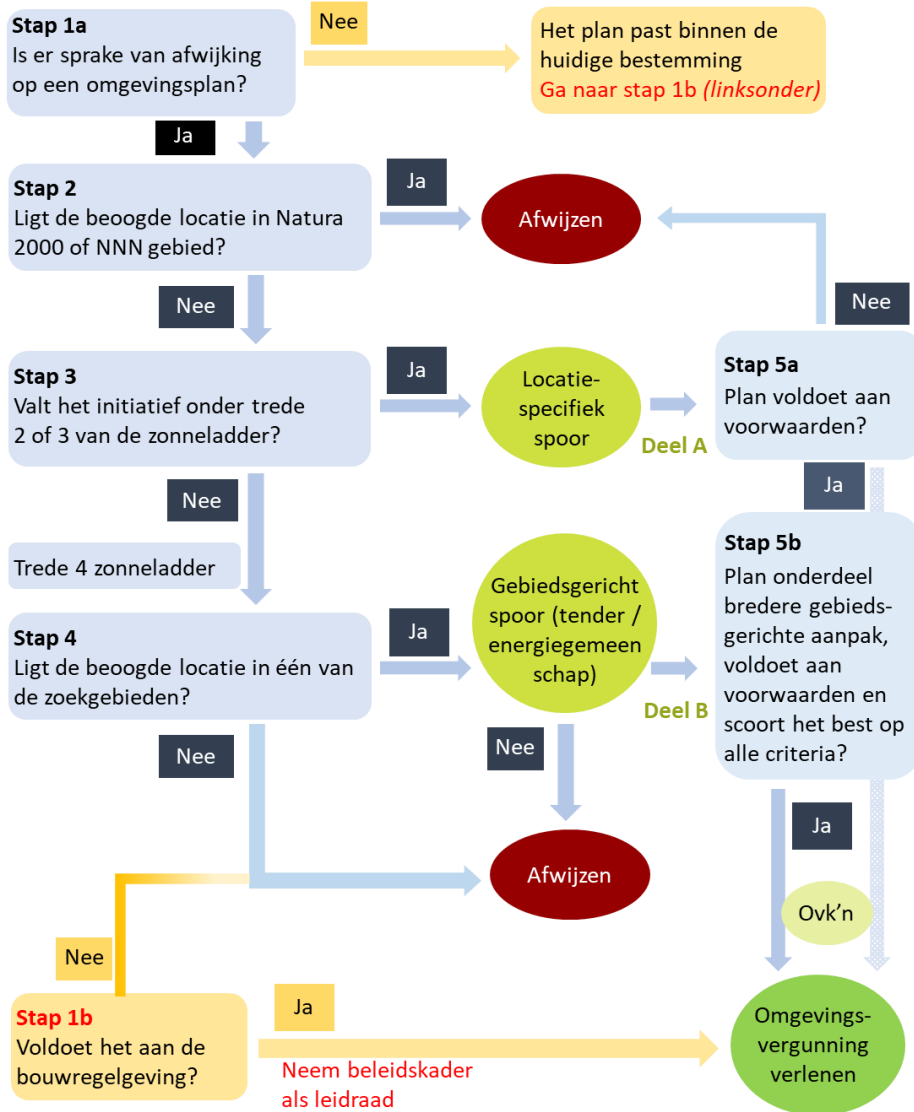 Stap 1a
Is er sprake van afwijking
op een omgevingsplan?
Nee
Het plan past binnen de
huidige bestemming
Ga naar stap 1b (linksonder)
Ja
Stap 2
Ligt de beoogde locatie in Natura
2000 of NNN gebied?
Ja
Afwijzen
Nee
Nee
Stap 3
Valt het initiatief onder trede
2 of 3 van de zonneladder?
Ja
Locatie-
specifiek
spoor
Deel A
Stap 5a
Plan voldoet aan
voorwaarden?
Ja
Nee
Trede 4 zonneladder
Stap 4
Ligt de beoogde locatie in één van
de zoekgebieden?
Ja
Gebiedsgericht
spoor (tender /
energiegemeen
schap)
Deel B
Stap 5b
Plan onderdeel
bredere gebieds-
gerichte aanpak,
voldoet aan
voorwaarden en
scoort het best op
alle criteria?
Nee
Nee
Ja
Afwijzen
Ovk'n
Nee
Stap 1b
Voldoet het aan de
bouwregelgeving?
Ja
Neem beleidskader
als leidraad
Omgevings-
vergunning
verlenen